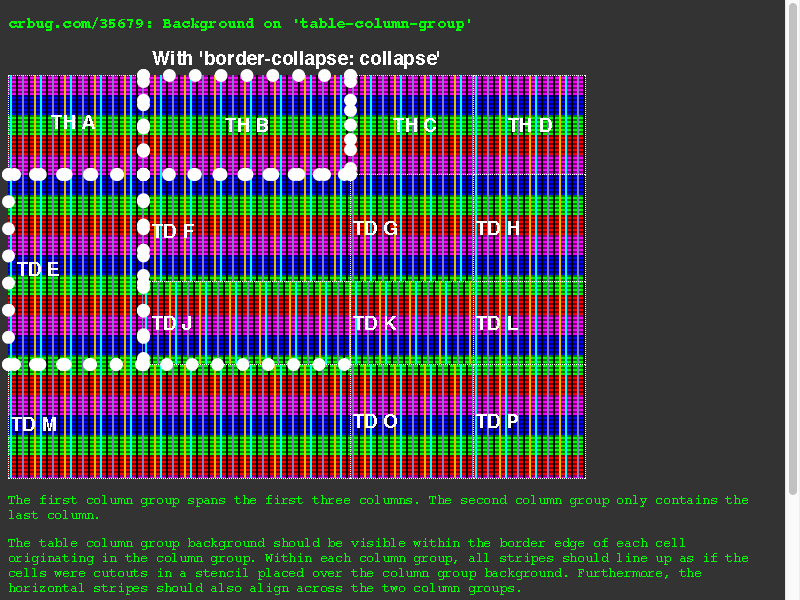 crbug.com/35679: Background on 'table-column-group'
With 'border-collapse: collapse'
TH A TH B TH C TH D
TD F TD G TD H
TD E
TD J TD K TD L
TD M TD O TD P
The first column group spans the first three columns. The second column group only contains the
last column.
The table column group background should be visible within the border edge of each cell
originating in the column group. Within each column group, all stripes should line up as if the
cells were cutouts in a stencil placed over the column group background. Furthermore, the
horizontal stripes should also align across the two column groups.